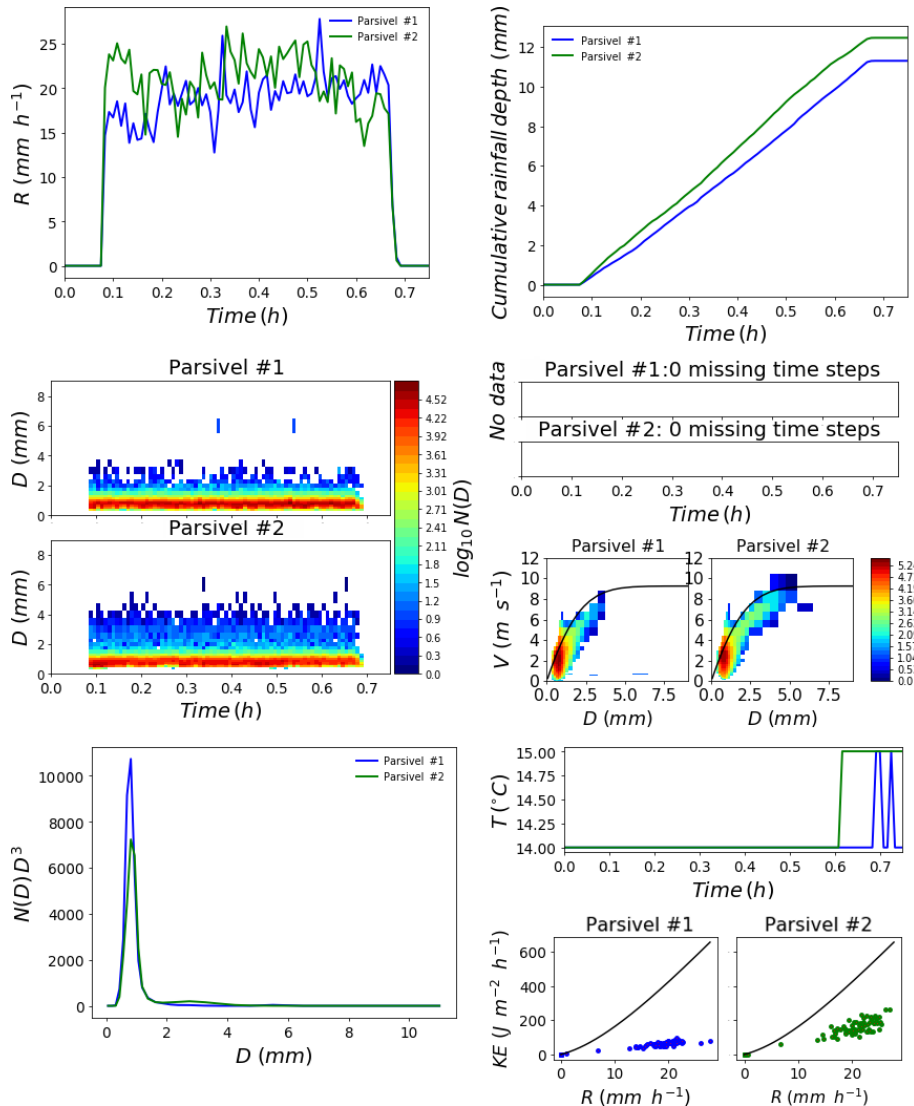 R (mm h⁻¹)
25
20
15
10
5
0
Parsivel #1
Parsivel #2
0.0 0.1 0.2 0.3 0.4 0.5 0.6 0.7
Time (h)
Cumulative rainfall depth (mm)
12
10
8
6
4
2
0
Parsivel #1
Parsivel #2
0.0 0.1 0.2 0.3 0.4 0.5 0.6 0.7
Time (h)
Parsivel #1
D (mm)
8
6
4
2
0
Parsivel #2
D (mm)
8
6
4
2
0
0.0 0.1 0.2 0.3 0.4 0.5 0.6 0.7
Time (h)
4.52
4.22
3.92
3.61
3.31
3.01
2.71
2.41
2.11
1.81
1.51
1.2
0.9
0.6
0.3
0.0
log₁₀ N(D)
No data
Parsivel #1:0 missing time steps
Parsivel #2: 0 missing time steps
0.0 0.1 0.2 0.3 0.4 0.5 0.6 0.7
Time (h)
Parsivel #1
Parsivel #2
V (m s⁻¹)
12
10
8
6
4
2
0
0.0 2.5 5.0 7.5
D (mm)
12
10
8
6
4
2
0
0.0 2.5 5.0 7.5
D (mm)
N(D) D³
10000
8000
6000
4000
2000
0
Parsivel #1
Parsivel #2
0 2 4 6 8 10
D (mm)
T (°C)
15.00
14.75
14.50
14.25
14.00
0.0 0.1 0.2 0.3 0.4 0.5 0.6 0.7
Time (h)
Parsivel #1
Parsivel #2
KE (J m⁻² h⁻¹)
600
400
200
0
0 10 20
R (mm h⁻¹)
0 10 20
R (mm h⁻¹)